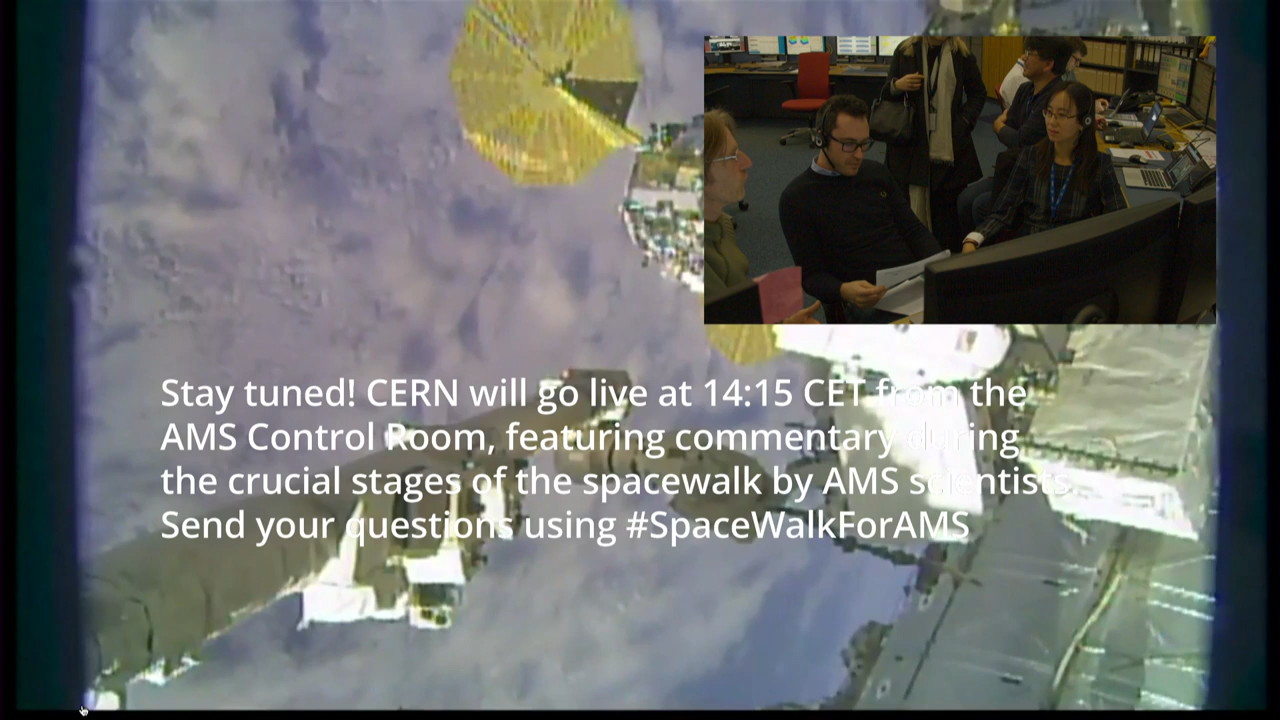 Stay tuned! CERN will go live at 14:15 CET from the
AMS Control Room, featuring commentary during
the crucial stages of the spacewalk by AMS scientists.
Send your questions using #SpaceWalkForAMS